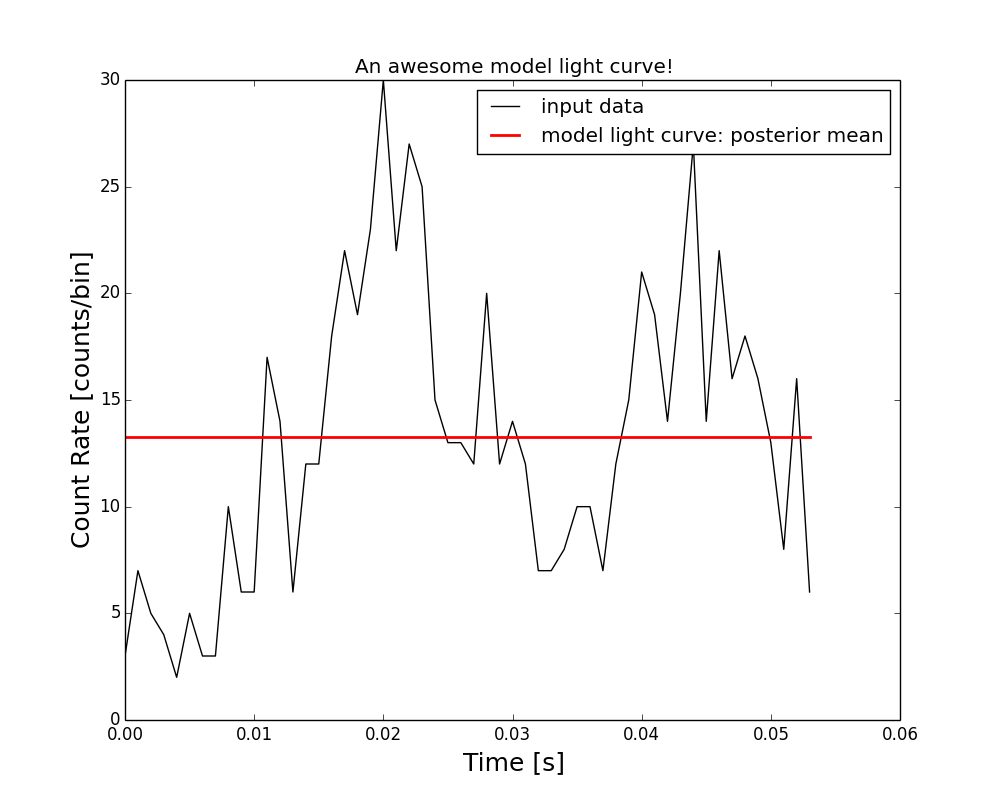 An awesome model light curve!
input data
model light curve: posterior mean
Count Rate [counts/bin]
30
25
20
15
10
5
0
0.00 0.01 0.02 0.03 0.04 0.05 0.06
Time [s]